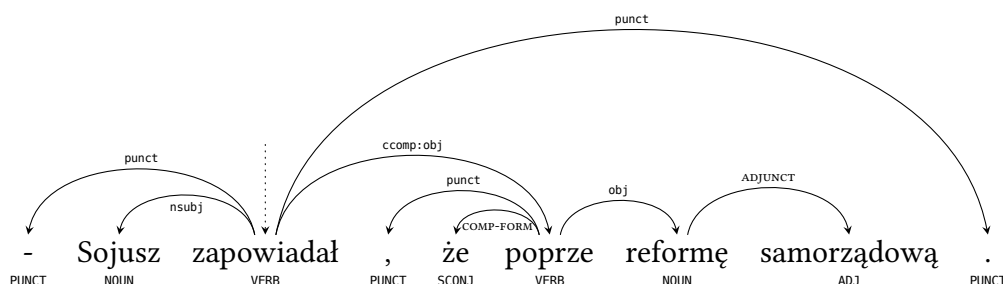 punct
ccomp:obj
punct
punct
obj
ADJUNCT
nsubj
COMP-FORM
- Sojusz zapowiadał , że poprze reformę samorządową .
PUNCT NOUN VERB PUNCT SCONJ VERB NOUN ADJ PUNCT